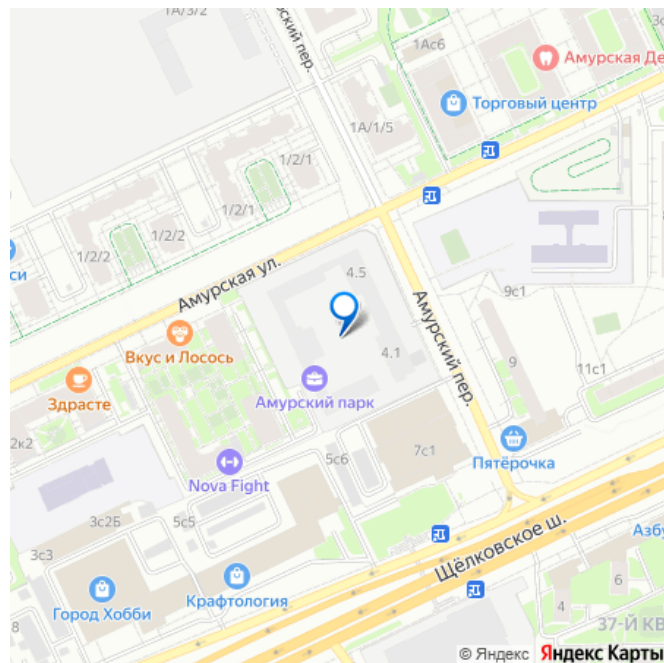 1А/3/2
1Ас6
Амурская Де
ский пер.
Торговый центр
1А/1/5
1/2/1
1/2/1
1/2/2
1/2/2
си
Амурская ул.
4.5
9с1
Амурский пер.
Вкус и Лосось
4.1
9
11с1
Здрасте
Амурский парк
2к2
5с6
7с1
Пятёрочка
Nova Fight
3с2Б
5с5
Щёлковское ш.
Азбу
3с3
Город Хобби
Крафтология
6
4
37-Й КВ
© Яндекс Яндекс Карты